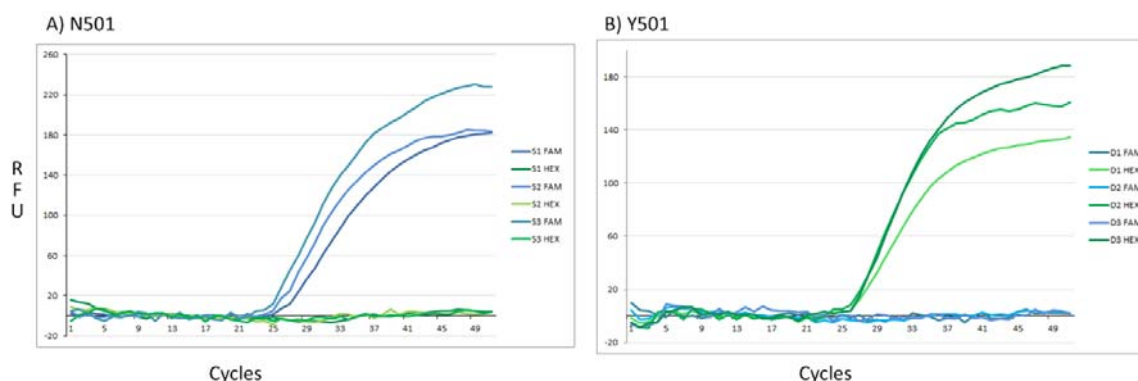 A) N501
B) Y501
260
220
180
140
100
60
20
-20
1 5 9 13 17 21 25 29 33 37 41 45 49
S1 FAM
S1 HEX
S2 FAM
S2 HEX
S3 FAM
S3 HEX
180
140
100
60
20
-20
1 5 9 13 17 21 25 29 33 37 41 45 49
D1 FAM
D1 HEX
D2 FAM
D2 HEX
D3 FAM
D3 HEX
R
F
U
Cycles
Cycles